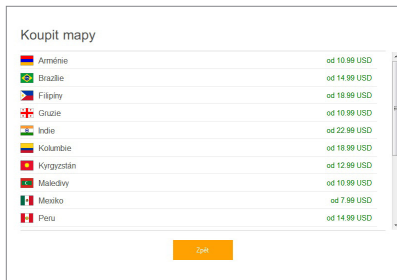 Koupit mapy
Arménie od 10.99 USD
Brazílie od 14.99 USD
Filipíny od 18.99 USD
Gruzie od 10.99 USD
Indie od 22.99 USD
Kolumbie od 18.99 USD
Kyrgyzstán od 12.99 USD
Maledivy od 10.99 USD
Mexiko od 7.99 USD
Peru od 14.99 USD
Zpět